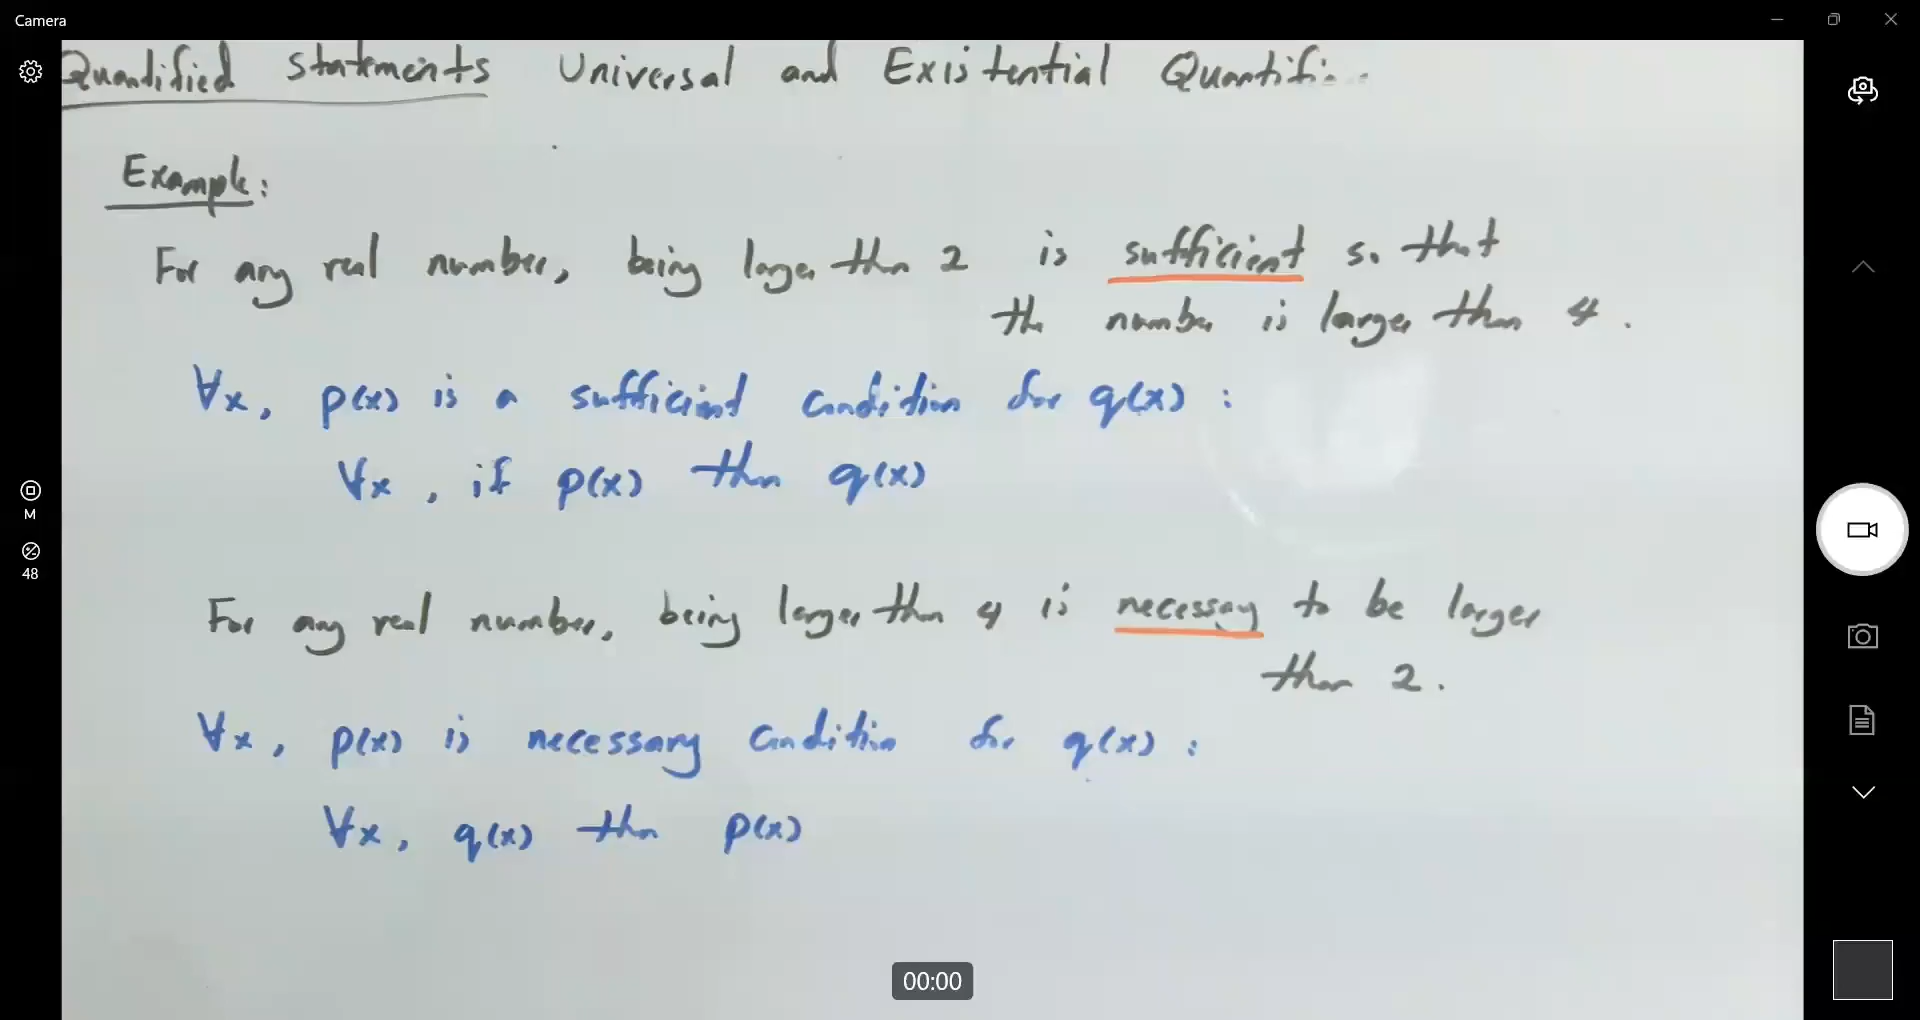 Camera
Quantified statements Universal and Existential
Example:
For any real number, being larger than 2 is sufficient so that
the number is larger than 4.
∀x, p(x) is a sufficient condition for q(x) :
∀x, if p(x) then q(x)
For any real number, being larger than 4 is necessary to be larger
than 2.
∀x, p(x) is necessary condition for q(x) :
∀x, q(x) then p(x)
M
48
00:00